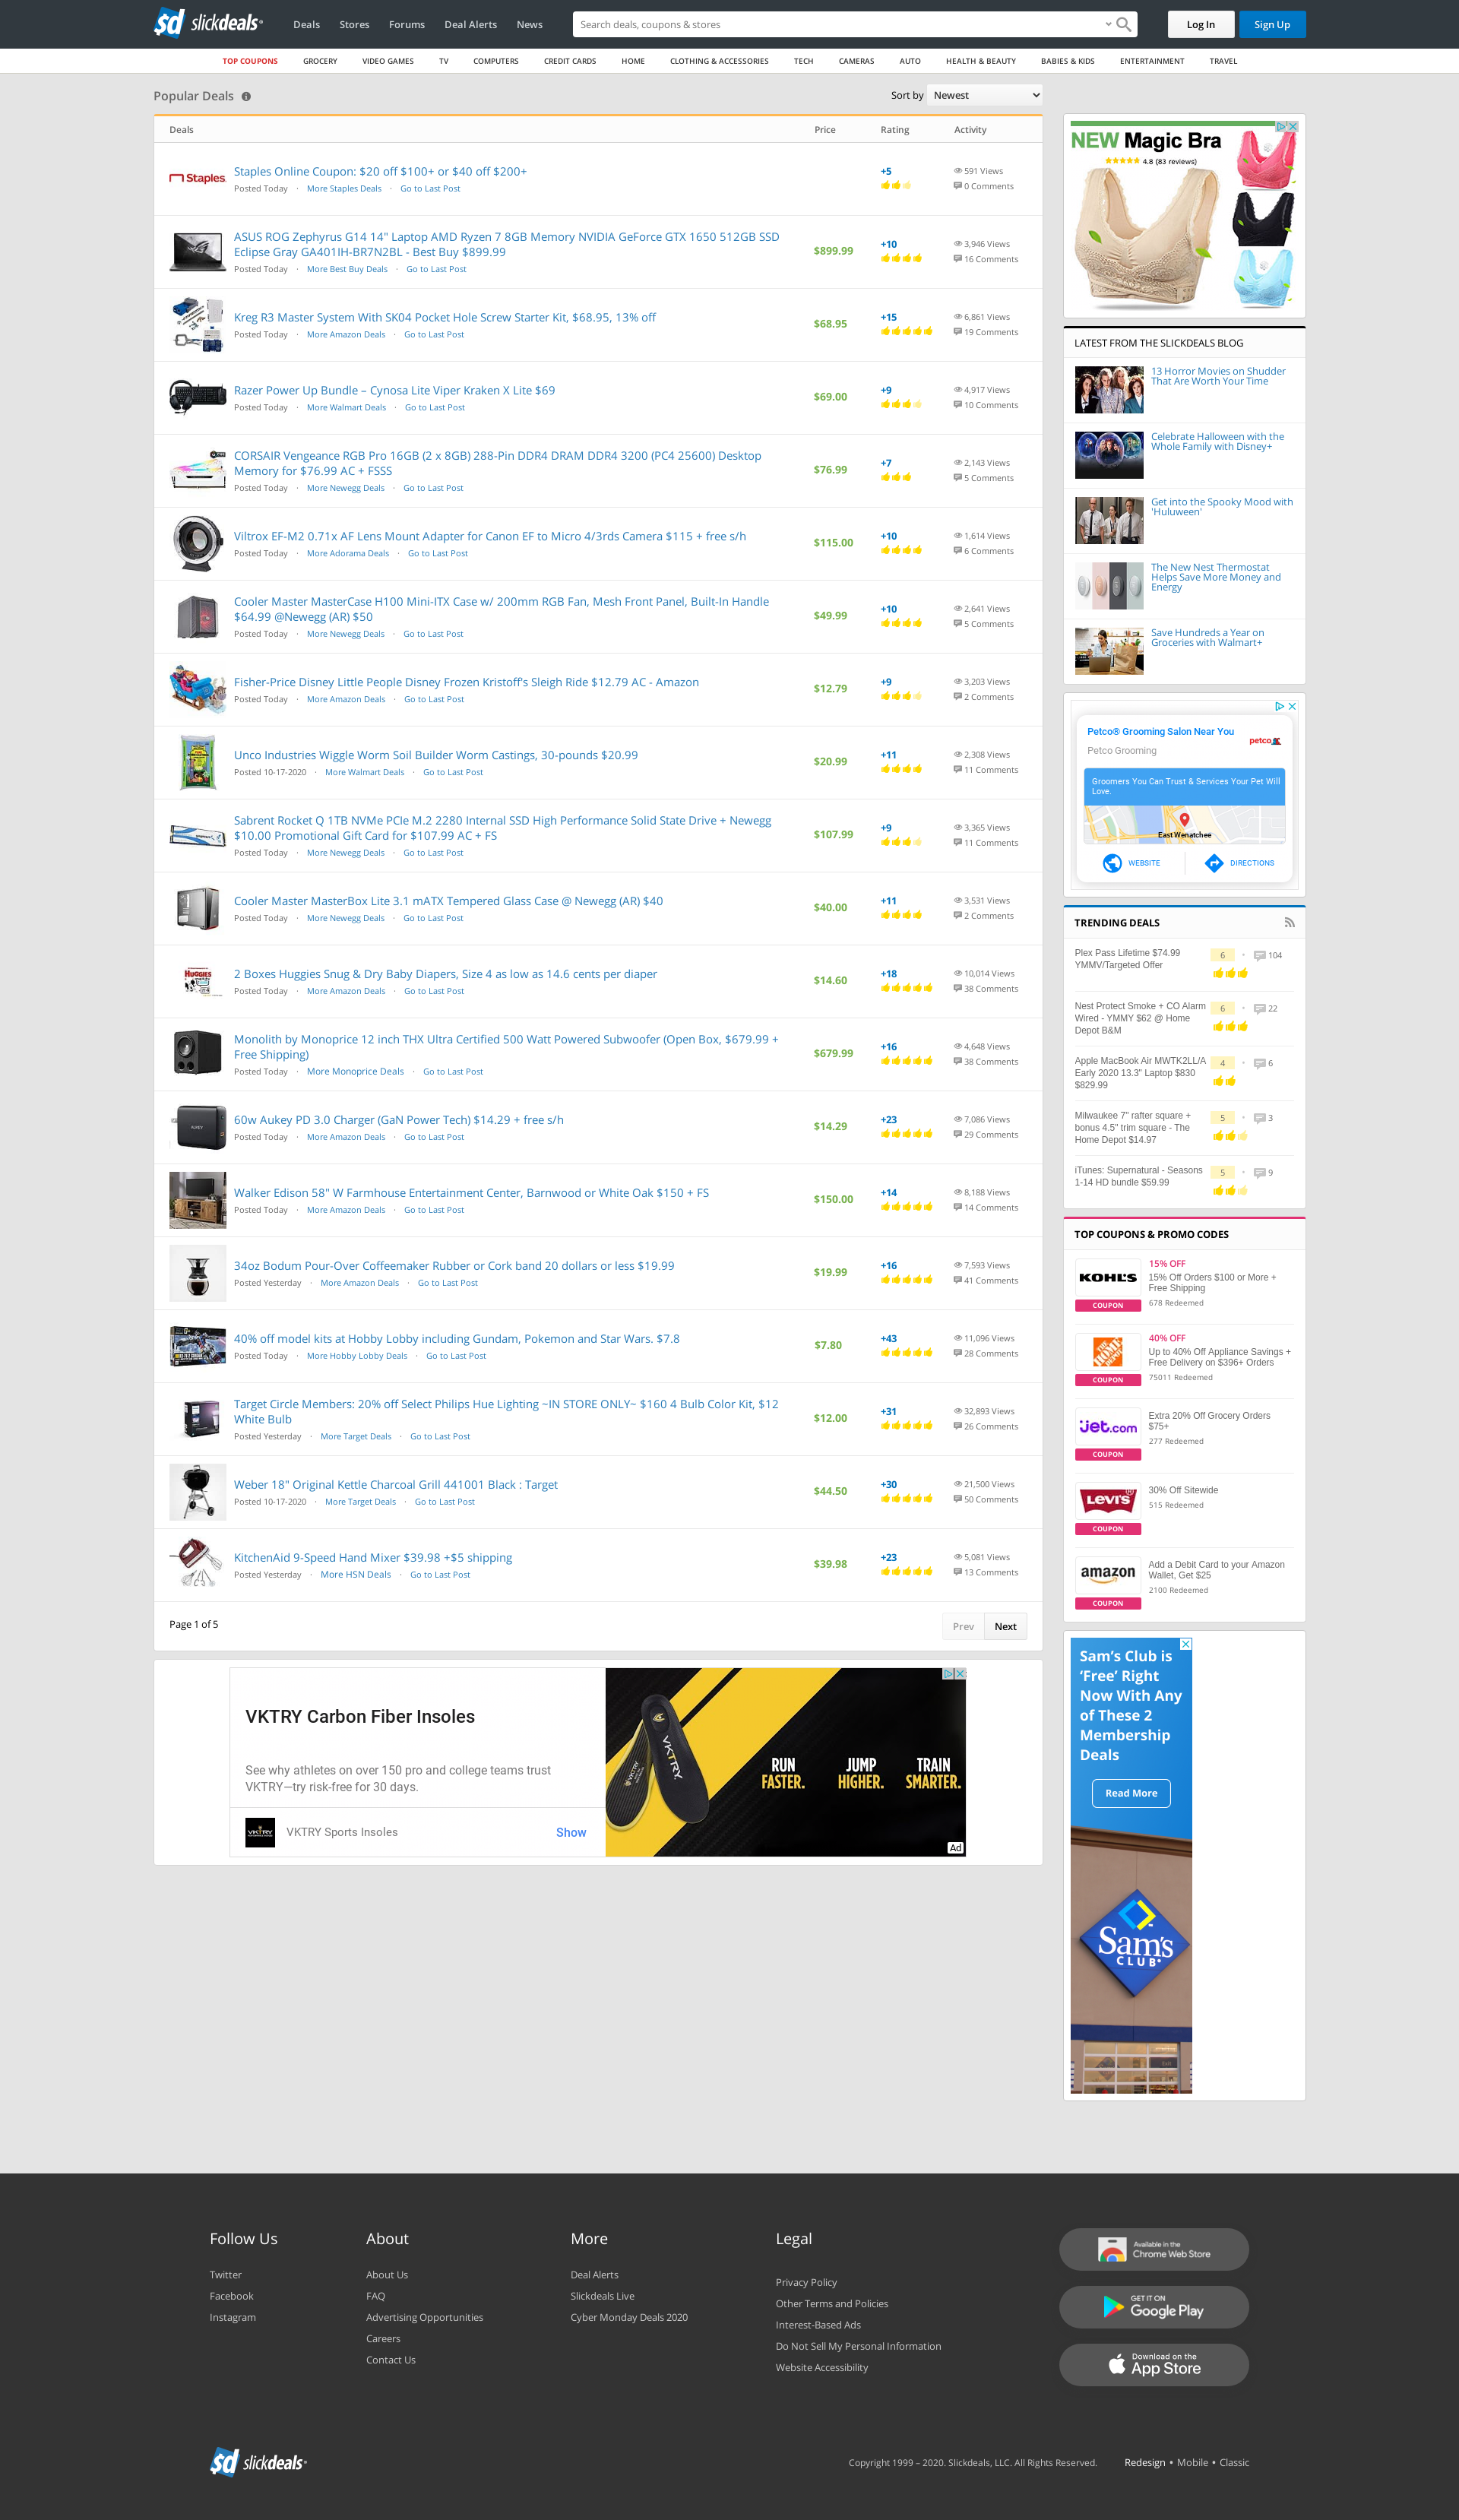 sd slickdeals
Deals
Stores
Forums
Deal Alerts
News
Search deals, coupons & stores
Log In
Sign Up
TOP COUPONS
GROCERY
VIDEO GAMES
TV
COMPUTERS
CREDIT CARDS
HOME
CLOTHING & ACCESSORIES
TECH
CAMERAS
AUTO
HEALTH & BEAUTY
BABIES & KIDS
ENTERTAINMENT
TRAVEL
Popular Deals
Sort by Newest
Deals
Price
Rating
Activity
Staples
Staples Online Coupon: $20 off $100+ or $40 off $200+
Posted Today · More Staples Deals · Go to Last Post
+5
591 Views
0 Comments
ASUS ROG Zephyrus G14 14" Laptop AMD Ryzen 7 8GB Memory NVIDIA GeForce GTX 1650 512GB SSD
Eclipse Gray GA401IH-BR7N2BL - Best Buy $899.99
Posted Today · More Best Buy Deals · Go to Last Post
$899.99
+10
3,946 Views
16 Comments
Kreg R3 Master System With SK04 Pocket Hole Screw Starter Kit, $68.95, 13% off
Posted Today · More Amazon Deals · Go to Last Post
$68.95
+15
6,861 Views
19 Comments
Razer Power Up Bundle – Cynosa Lite Viper Kraken X Lite $69
Posted Today · More Walmart Deals · Go to Last Post
$69.00
+9
4,917 Views
10 Comments
CORSAIR Vengeance RGB Pro 16GB (2 x 8GB) 288-Pin DDR4 DRAM DDR4 3200 (PC4 25600) Desktop
Memory for $76.99 AC + FSSS
Posted Today · More Newegg Deals · Go to Last Post
$76.99
+7
2,143 Views
5 Comments
Viltrox EF-M2 0.71x AF Lens Mount Adapter for Canon EF to Micro 4/3rds Camera $115 + free s/h
Posted Today · More Adorama Deals · Go to Last Post
$115.00
+10
1,614 Views
6 Comments
Cooler Master MasterCase H100 Mini-ITX Case w/ 200mm RGB Fan, Mesh Front Panel, Built-In Handle
$64.99 @Newegg (AR) $50
Posted Today · More Newegg Deals · Go to Last Post
$49.99
+10
2,641 Views
5 Comments
Fisher-Price Disney Little People Disney Frozen Kristoff's Sleigh Ride $12.79 AC - Amazon
Posted Today · More Amazon Deals · Go to Last Post
$12.79
+9
3,203 Views
2 Comments
Unco Industries Wiggle Worm Soil Builder Worm Castings, 30-pounds $20.99
Posted 10-17-2020 · More Walmart Deals · Go to Last Post
$20.99
+11
2,308 Views
11 Comments
Sabrent Rocket Q 1TB NVMe PCIe M.2 2280 Internal SSD High Performance Solid State Drive + Newegg
$10.00 Promotional Gift Card for $107.99 AC + FS
Posted Today · More Newegg Deals · Go to Last Post
$107.99
+9
3,365 Views
11 Comments
Cooler Master MasterBox Lite 3.1 mATX Tempered Glass Case @ Newegg (AR) $40
Posted Today · More Newegg Deals · Go to Last Post
$40.00
+11
3,531 Views
2 Comments
HUGGIES
2 Boxes Huggies Snug & Dry Baby Diapers, Size 4 as low as 14.6 cents per diaper
Posted Today · More Amazon Deals · Go to Last Post
$14.60
+18
10,014 Views
38 Comments
Monolith by Monoprice 12 inch THX Ultra Certified 500 Watt Powered Subwoofer (Open Box, $679.99 +
Free Shipping)
Posted Today · More Monoprice Deals · Go to Last Post
$679.99
+16
4,648 Views
38 Comments
AUKEY
60w Aukey PD 3.0 Charger (GaN Power Tech) $14.29 + free s/h
Posted Today · More Amazon Deals · Go to Last Post
$14.29
+23
7,086 Views
29 Comments
Walker Edison 58" W Farmhouse Entertainment Center, Barnwood or White Oak $150 + FS
Posted Today · More Amazon Deals · Go to Last Post
$150.00
+14
8,188 Views
14 Comments
34oz Bodum Pour-Over Coffeemaker Rubber or Cork band 20 dollars or less $19.99
Posted Yesterday · More Amazon Deals · Go to Last Post
$19.99
+16
7,593 Views
41 Comments
40% off model kits at Hobby Lobby including Gundam, Pokemon and Star Wars. $7.8
Posted Today · More Hobby Lobby Deals · Go to Last Post
$7.80
+43
11,096 Views
28 Comments
Target Circle Members: 20% off Select Philips Hue Lighting ~IN STORE ONLY~ $160 4 Bulb Color Kit, $12
White Bulb
Posted Yesterday · More Target Deals · Go to Last Post
$12.00
+31
32,893 Views
26 Comments
Weber 18" Original Kettle Charcoal Grill 441001 Black : Target
Posted 10-17-2020 · More Target Deals · Go to Last Post
$44.50
+30
21,500 Views
50 Comments
KitchenAid 9-Speed Hand Mixer $39.98 +$5 shipping
Posted Yesterday · More HSN Deals · Go to Last Post
$39.98
+23
5,081 Views
13 Comments
Page 1 of 5
Prev
Next
VKTRY Carbon Fiber Insoles
See why athletes on over 150 pro and college teams trust
VKTRY—try risk-free for 30 days.
VKTRY
VKTRY Sports Insoles
Show
VKTRY
RUN
FASTER.
JUMP
HIGHER.
TRAIN
SMARTER.
Ad
NEW Magic Bra
4.8 (83 reviews)
LATEST FROM THE SLICKDEALS BLOG
13 Horror Movies on Shudder
That Are Worth Your Time
Celebrate Halloween with the
Whole Family with Disney+
Get into the Spooky Mood with
'Huluween'
The New Nest Thermostat
Helps Save More Money and
Energy
Save Hundreds a Year on
Groceries with Walmart+
Petco® Grooming Salon Near You
Petco Grooming
petco
Groomers You Can Trust & Services Your Pet Will
Love.
East Wenatchee
WEBSITE
DIRECTIONS
TRENDING DEALS
Plex Pass Lifetime $74.99
YMMV/Targeted Offer
6 · 104
Nest Protect Smoke + CO Alarm
Wired - YMMY $62 @ Home
Depot B&M
6 · 22
Apple MacBook Air MWTK2LL/A
Early 2020 13.3" Laptop $830
$829.99
4 · 6
Milwaukee 7" rafter square +
bonus 4.5" trim square - The
Home Depot $14.97
5 · 3
iTunes: Supernatural - Seasons
1-14 HD bundle $59.99
5 · 9
TOP COUPONS & PROMO CODES
KOHL'S
COUPON
15% OFF
15% Off Orders $100 or More +
Free Shipping
678 Redeemed
THE HOME DEPOT
COUPON
40% OFF
Up to 40% Off Appliance Savings +
Free Delivery on $396+ Orders
75011 Redeemed
jet.com
COUPON
Extra 20% Off Grocery Orders
$75+
277 Redeemed
LEVI'S
COUPON
30% Off Sitewide
515 Redeemed
amazon
COUPON
Add a Debit Card to your Amazon
Wallet, Get $25
2100 Redeemed
Sam's Club is
'Free' Right
Now With Any
of These 2
Membership
Deals
Read More
Sam's
CLUB
Follow Us
Twitter
Facebook
Instagram
About
About Us
FAQ
Advertising Opportunities
Careers
Contact Us
More
Deal Alerts
Slickdeals Live
Cyber Monday Deals 2020
Legal
Privacy Policy
Other Terms and Policies
Interest-Based Ads
Do Not Sell My Personal Information
Website Accessibility
Available in the
Chrome Web Store
GET IT ON
Google Play
Download on the
App Store
sd slickdeals
Copyright 1999 – 2020. Slickdeals, LLC. All Rights Reserved.
Redesign • Mobile • Classic